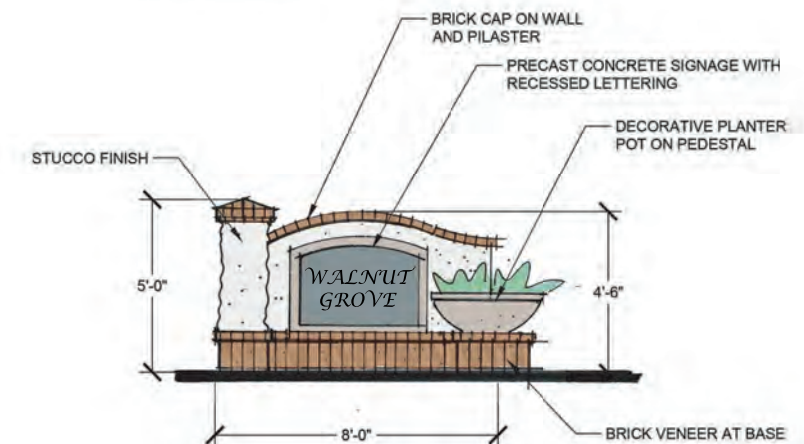 BRICK CAP ON WALL
AND PILASTER
PRECAST CONCRETE SIGNAGE WITH
RECESSED LETTERING
DECORATIVE PLANTER
POT ON PEDESTAL
STUCCO FINISH
5'-0"
WALNUT
GROVE
4'-6"
8'-0"
BRICK VENEER AT BASE